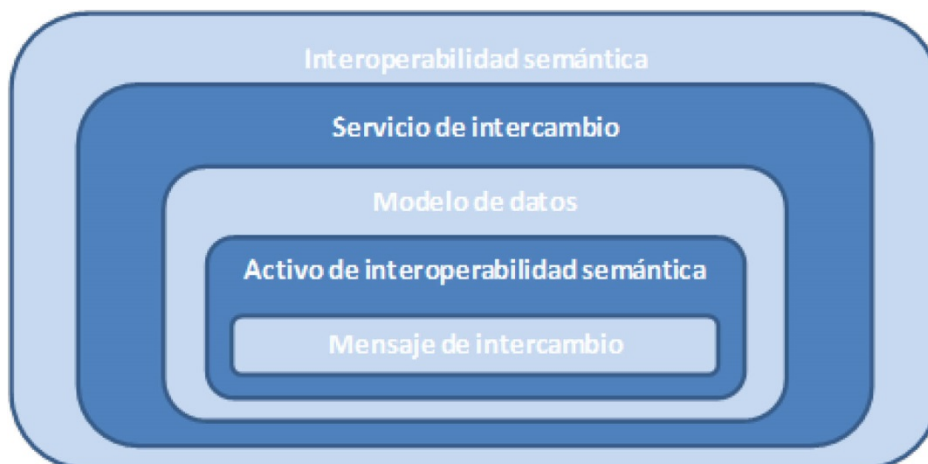 Interoperabilidad semántica
Servicio de intercambio
Modelo de datos
Activo de interoperabilidad semántica
Mensaje de intercambio